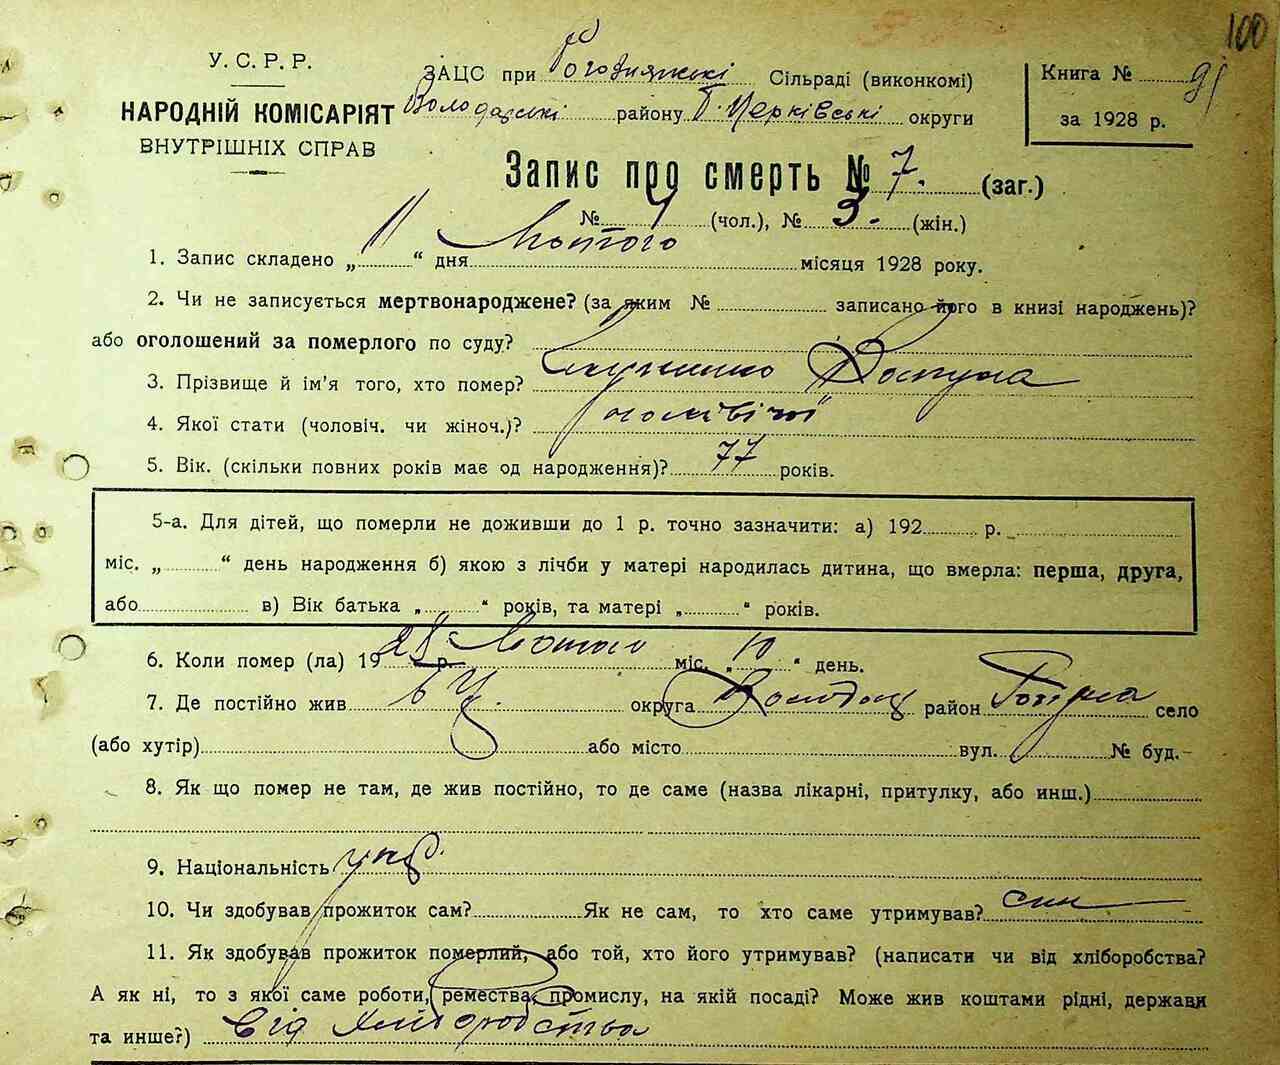 100
У. С. Р. Р.
НАРОДНІЙ КОМІСАРІЯТ
ВНУТРІШНІХ СПРАВ
ЗАЦС при Сільраді (виконкомі)
Володарські району Б. Церківські округи
Книга №
за 1928 р.
Запис про смерть № 7. (заг.)
№ 4 (чол.), № 3. (жін.)
1. Запис складено „ 11 “ дня Лютого місяця 1928 року.
2. Чи не записується мертвонароджене? (за яким № записано його в книзі народжень)?
або оголошений за померлого по суду?
3. Прізвище й ім'я того, хто помер?
4. Якої стати (чоловіч. чи жіноч.)? чоловічої
5. Вік. (скільки повних років має од народження)? 77 років.
5-а. Для дітей, що померли не доживши до 1 р. точно зазначити: а) 192 р.
міс. „ “ день народження б) якою з лічби у матері народилась дитина, що вмерла: перша, друга,
або в) Вік батька „ “ років, та матері „ “ років.
6. Коли помер (ла) 19 28 р. Лютого міс. „ 10 “ день.
7. Де постійно жив Б Ц. округа Володар район село
(або хутір) або місто вул. № буд.
8. Як що помер не там, де жив постійно, то де саме (назва лікарні, притулку, або инш.)
9. Національність укр.
10. Чи здобував прожиток сам? Як не сам, то хто саме утримував? син
11. Як здобував прожиток померлий, або той, хто його утримував? (написати чи від хліборобства?
А як ні, то з якої саме роботи, ремества, промислу, на якій посаді? Може жив коштами рідні, держави
та инше?) Від хліборобства